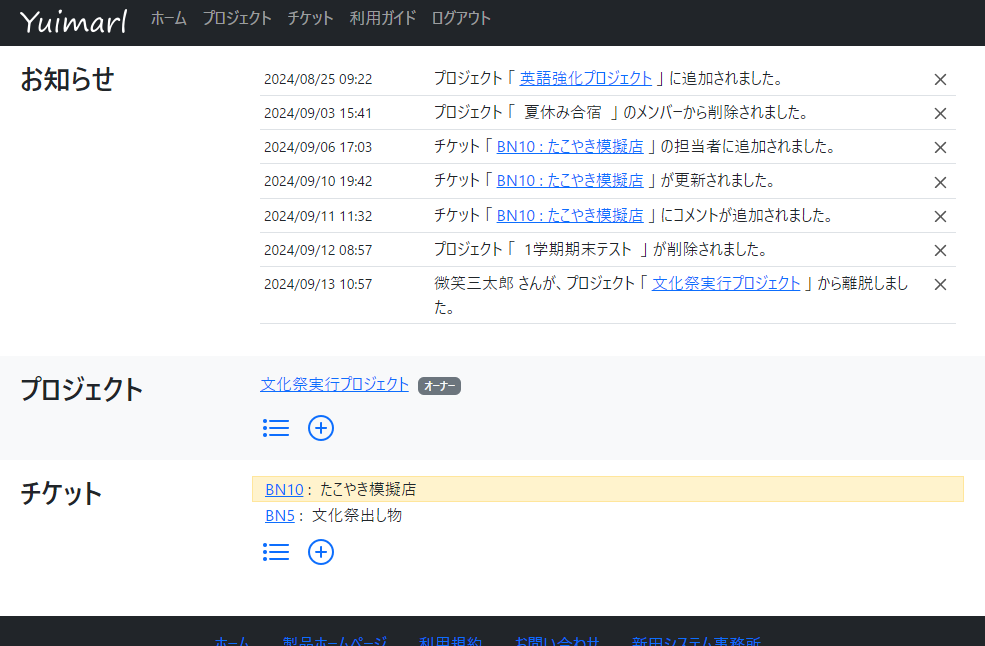 Yuimarl ホーム プロジェクト チケット 利用ガイド ログアウト
お知らせ
2024/08/25 09:22 プロジェクト「 英語強化プロジェクト 」に追加されました。
2024/09/03 15:41 プロジェクト「 夏休み合宿 」のメンバーから削除されました。
2024/09/06 17:03 チケット「 BN10 : たこやき模擬店 」の担当者に追加されました。
2024/09/10 19:42 チケット「 BN10 : たこやき模擬店 」が更新されました。
2024/09/11 11:32 チケット「 BN10 : たこやき模擬店 」にコメントが追加されました。
2024/09/12 08:57 プロジェクト「 1学期期末テスト 」が削除されました。
2024/09/13 10:57 微笑三太郎 さんが、プロジェクト「 文化祭実行プロジェクト 」から離脱しまし
た。
プロジェクト
文化祭実行プロジェクト オーナー
チケット
BN10 : たこやき模擬店
BN5 : 文化祭出し物
ホーム 製品ホームページ 利用規約 お問い合わせ 新田システム事務所